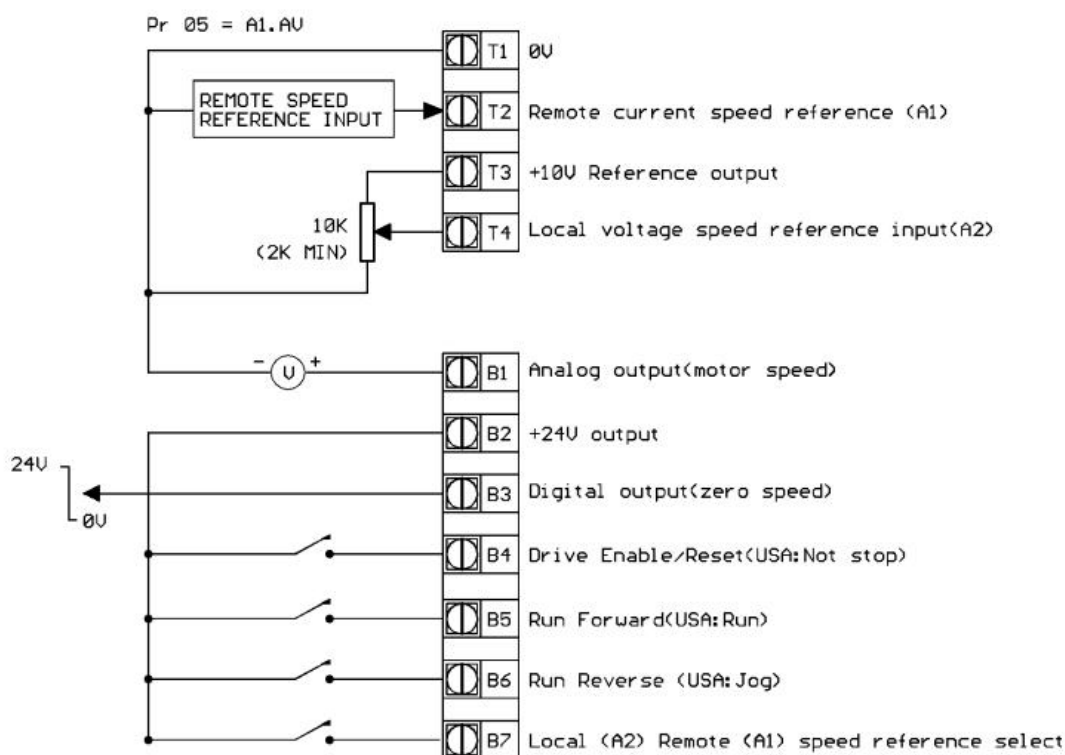 Pr 05 = A1.AV
T1 0V
REMOTE SPEED
REFERENCE INPUT
T2 Remote current speed reference (A1)
T3 +10V Reference output
10K
(2K MIN)
T4 Local voltage speed reference input(A2)
- V +
B1 Analog output(motor speed)
B2 +24V output
24V
0V
B3 Digital output(zero speed)
B4 Drive Enable/Reset(USA:Not stop)
B5 Run Forward(USA:Run)
B6 Run Reverse (USA:Jog)
B7 Local (A2) Remote (A1) speed reference select